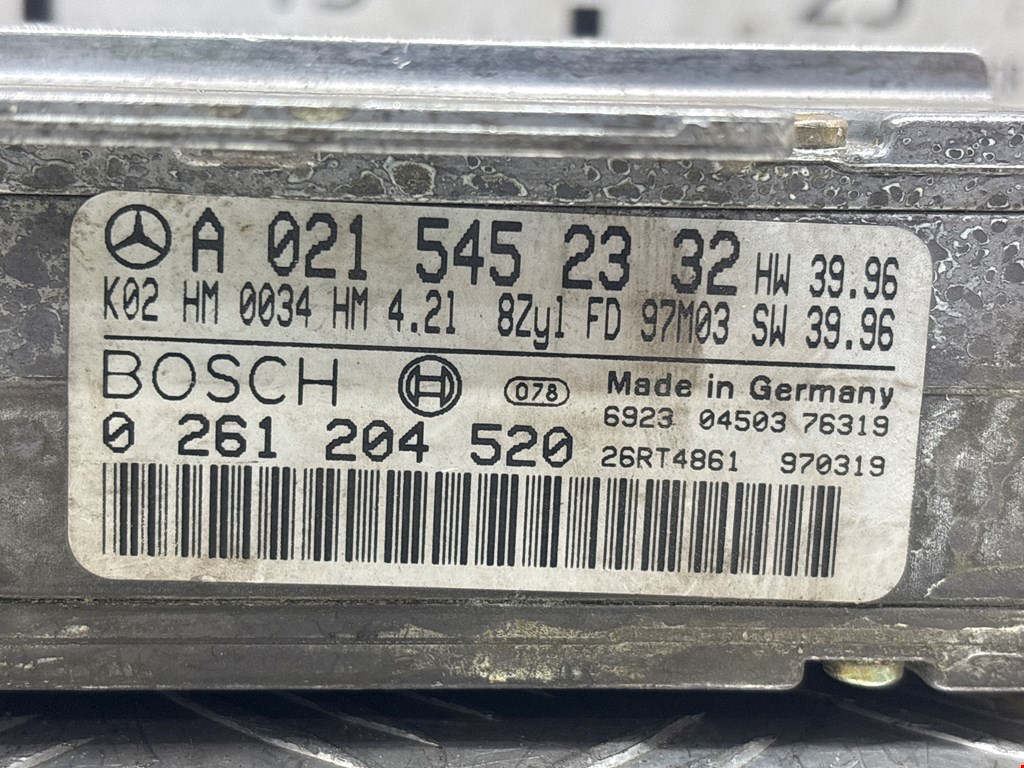 A 021 545 23 32 HW 39.96
K02 HM 0034 HM 4.2l 8Zyl FD 97M03 SW 39.96
BOSCH 078 Made in Germany
6923 04503 76319
0 261 204 520 26RT4861 970319